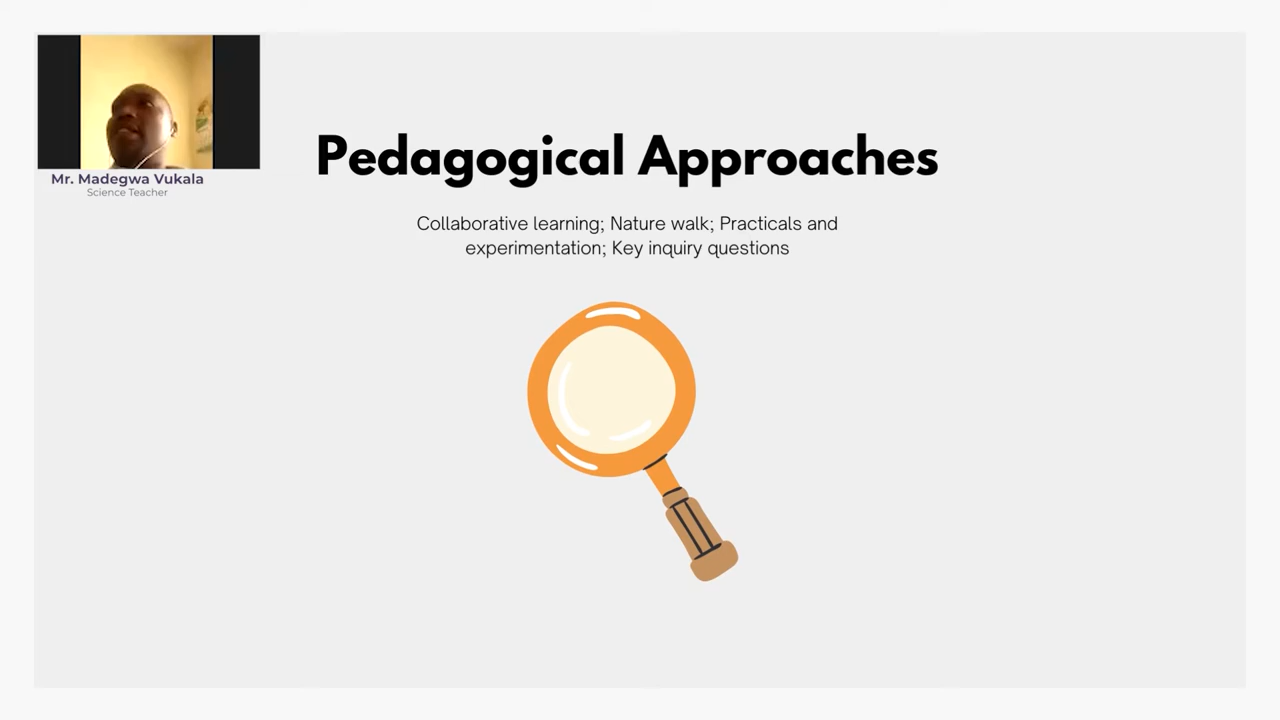 Mr. Madegwa Vukala
Science Teacher
Pedagogical Approaches
Collaborative learning; Nature walk; Practicals and
experimentation; Key inquiry questions